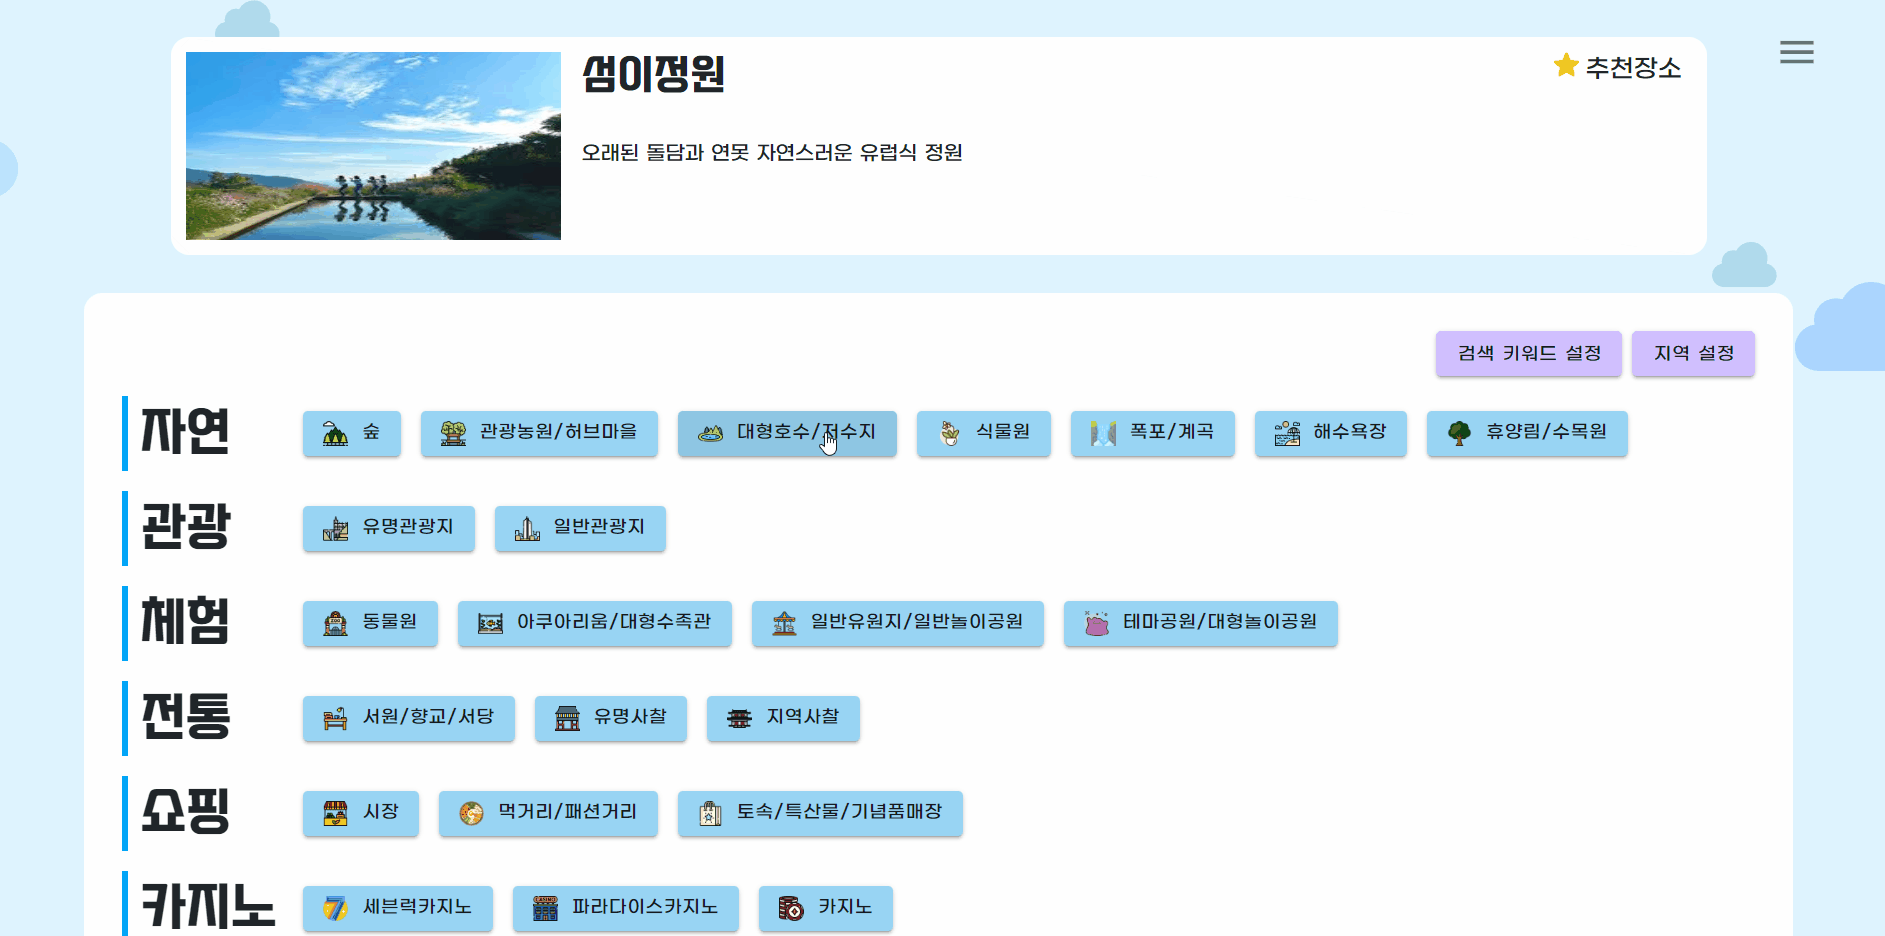 섬이정원
추천장소
오래된 돌담과 연못 자연스러운 유럽식 정원
검색 키워드 설정 지역 설정
자연 숲 관광농원/허브마을 대형호수/저수지 식물원 폭포/계곡 해수욕장 휴양림/수목원
관광 유명관광지 일반관광지
체험 동물원 아쿠아리움/대형수족관 일반유원지/일반놀이공원 테마공원/대형놀이공원
전통 서원/향교/서당 유명사찰 지역사찰
쇼핑 시장 먹거리/패션거리 토속/특산물/기념품매장
카지노 세븐럭카지노 파라다이스카지노 카지노